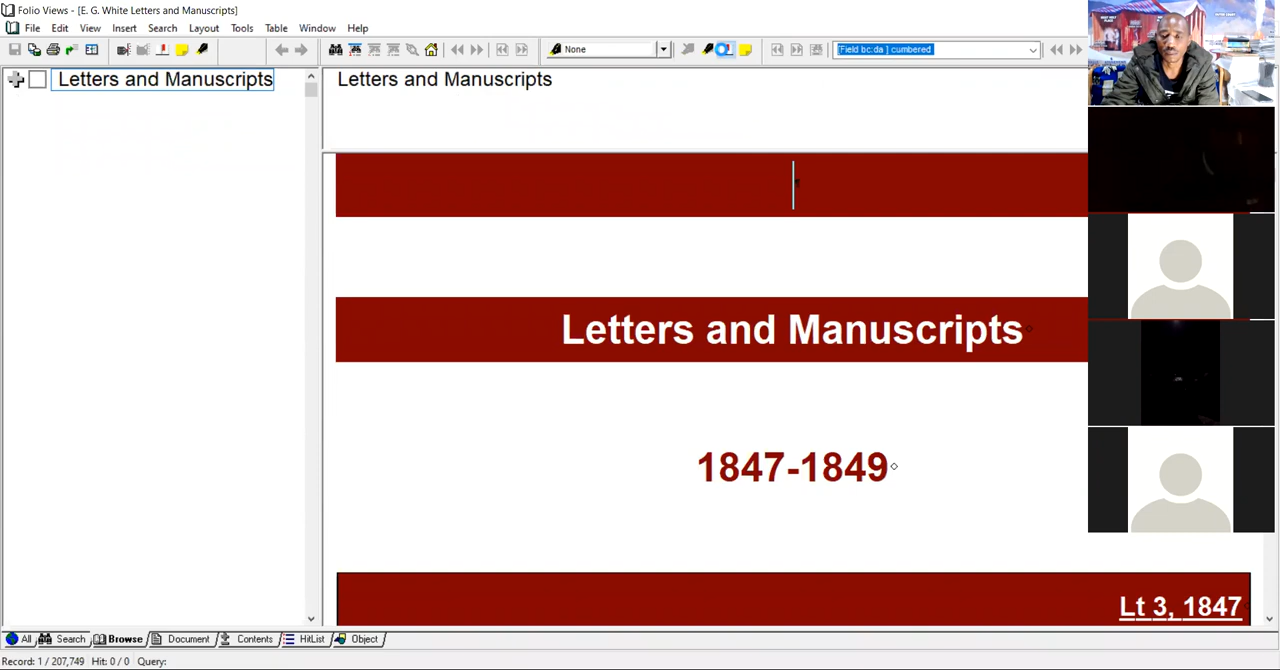 Folio Views - [E. G. White Letters and Manuscripts]
File Edit View Insert Search Layout Tools Table Window Help
None
[Field bc:da ] cumbered
Letters and Manuscripts
Letters and Manuscripts
Letters and Manuscripts
1847-1849
Lt 3, 1847
All Search Browse Document Contents HitList Object
Record: 1 / 207,749 Hit: 0 / 0 Query: